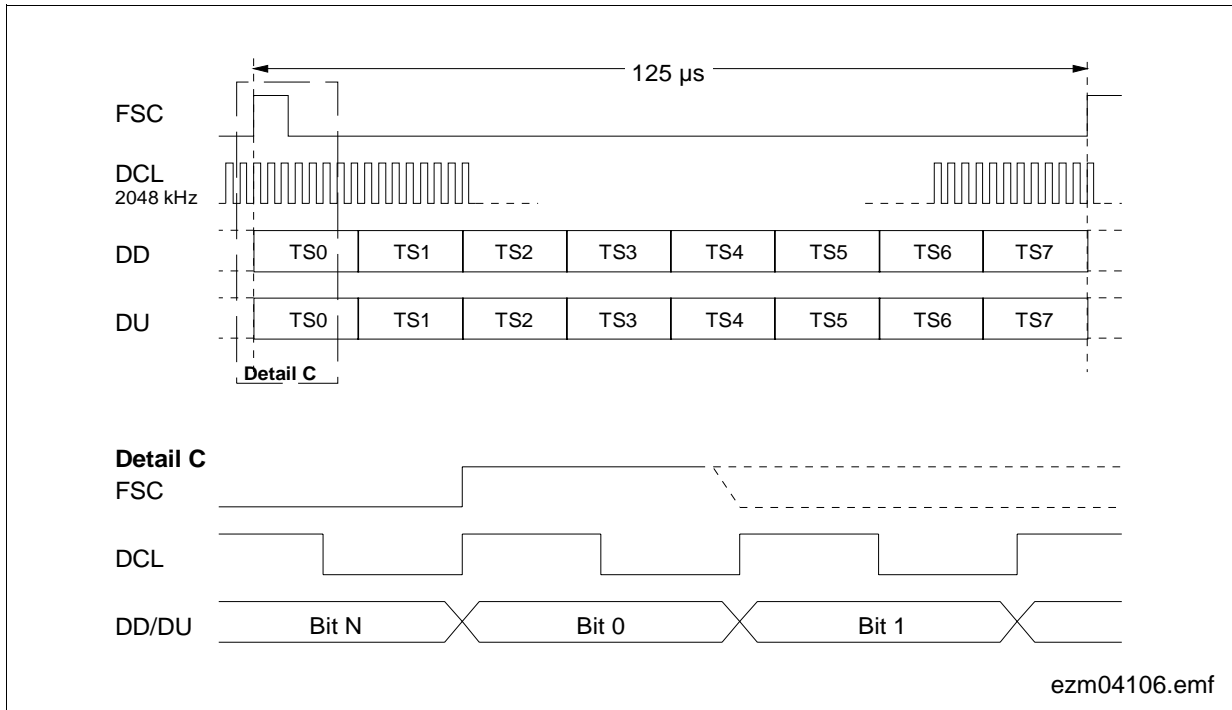 125 µs
FSC
DCL
2048 kHz
DD TS0 TS1 TS2 TS3 TS4 TS5 TS6 TS7
DU TS0 TS1 TS2 TS3 TS4 TS5 TS6 TS7
Detail C
Detail C
FSC
DCL
DD/DU Bit N Bit 0 Bit 1
ezm04106.emf